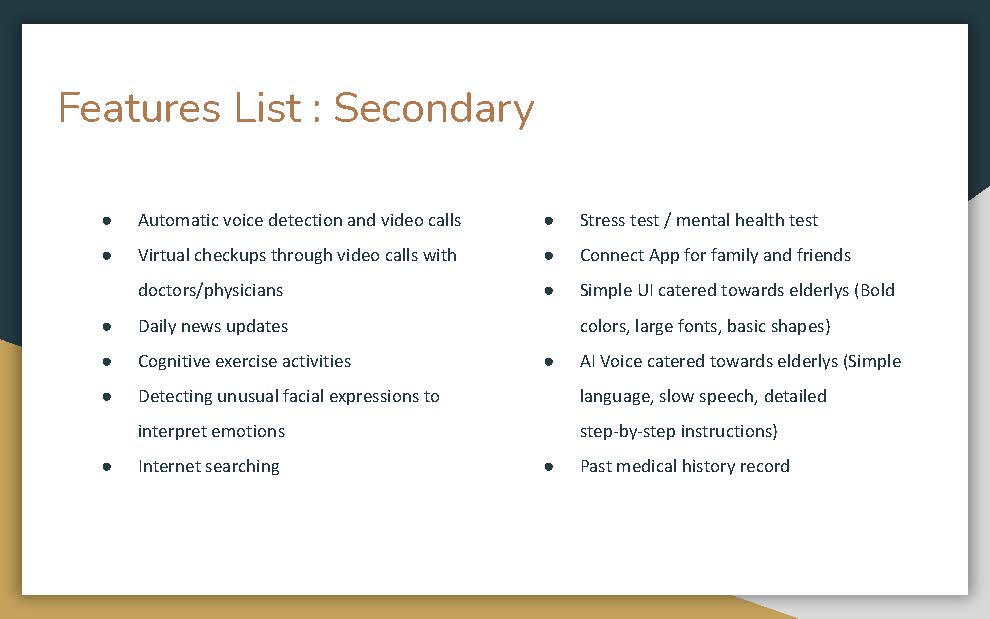 Features List : Secondary
● Automatic voice detection and video calls
● Virtual checkups through video calls with
doctors/physicians
● Daily news updates
● Cognitive exercise activities
● Detecting unusual facial expressions to
interpret emotions
● Internet searching
● Stress test / mental health test
● Connect App for family and friends
● Simple UI catered towards elderlys (Bold
colors, large fonts, basic shapes)
● AI Voice catered towards elderlys (Simple
language, slow speech, detailed
step-by-step instructions)
● Past medical history record